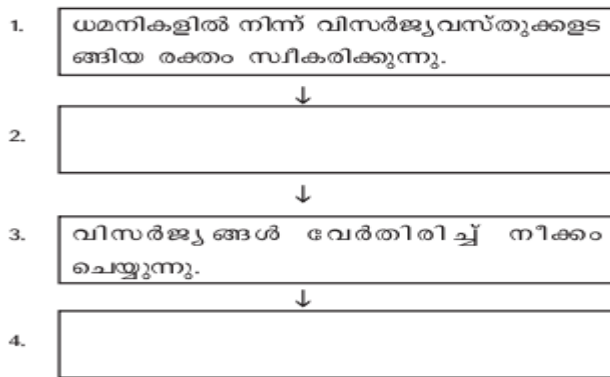 1. ധമനികളിൽ നിന്ന് വിസർജ്യവസ്തുക്കളട
ങ്ങിയ രക്തം സ്വീകരിക്കുന്നു.
↓
2.
↓
3. വിസർജ്യങ്ങൾ വേർതിരിച്ച് നീക്കം
ചെയ്യുന്നു.
↓
4.